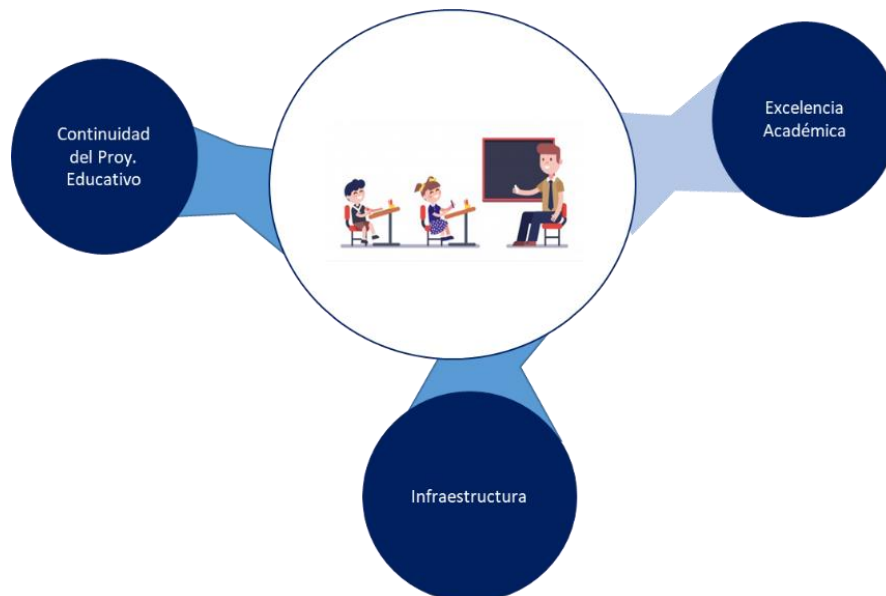 Continuidad
del Proy.
Educativo
Excelencia
Académica
Infraestructura